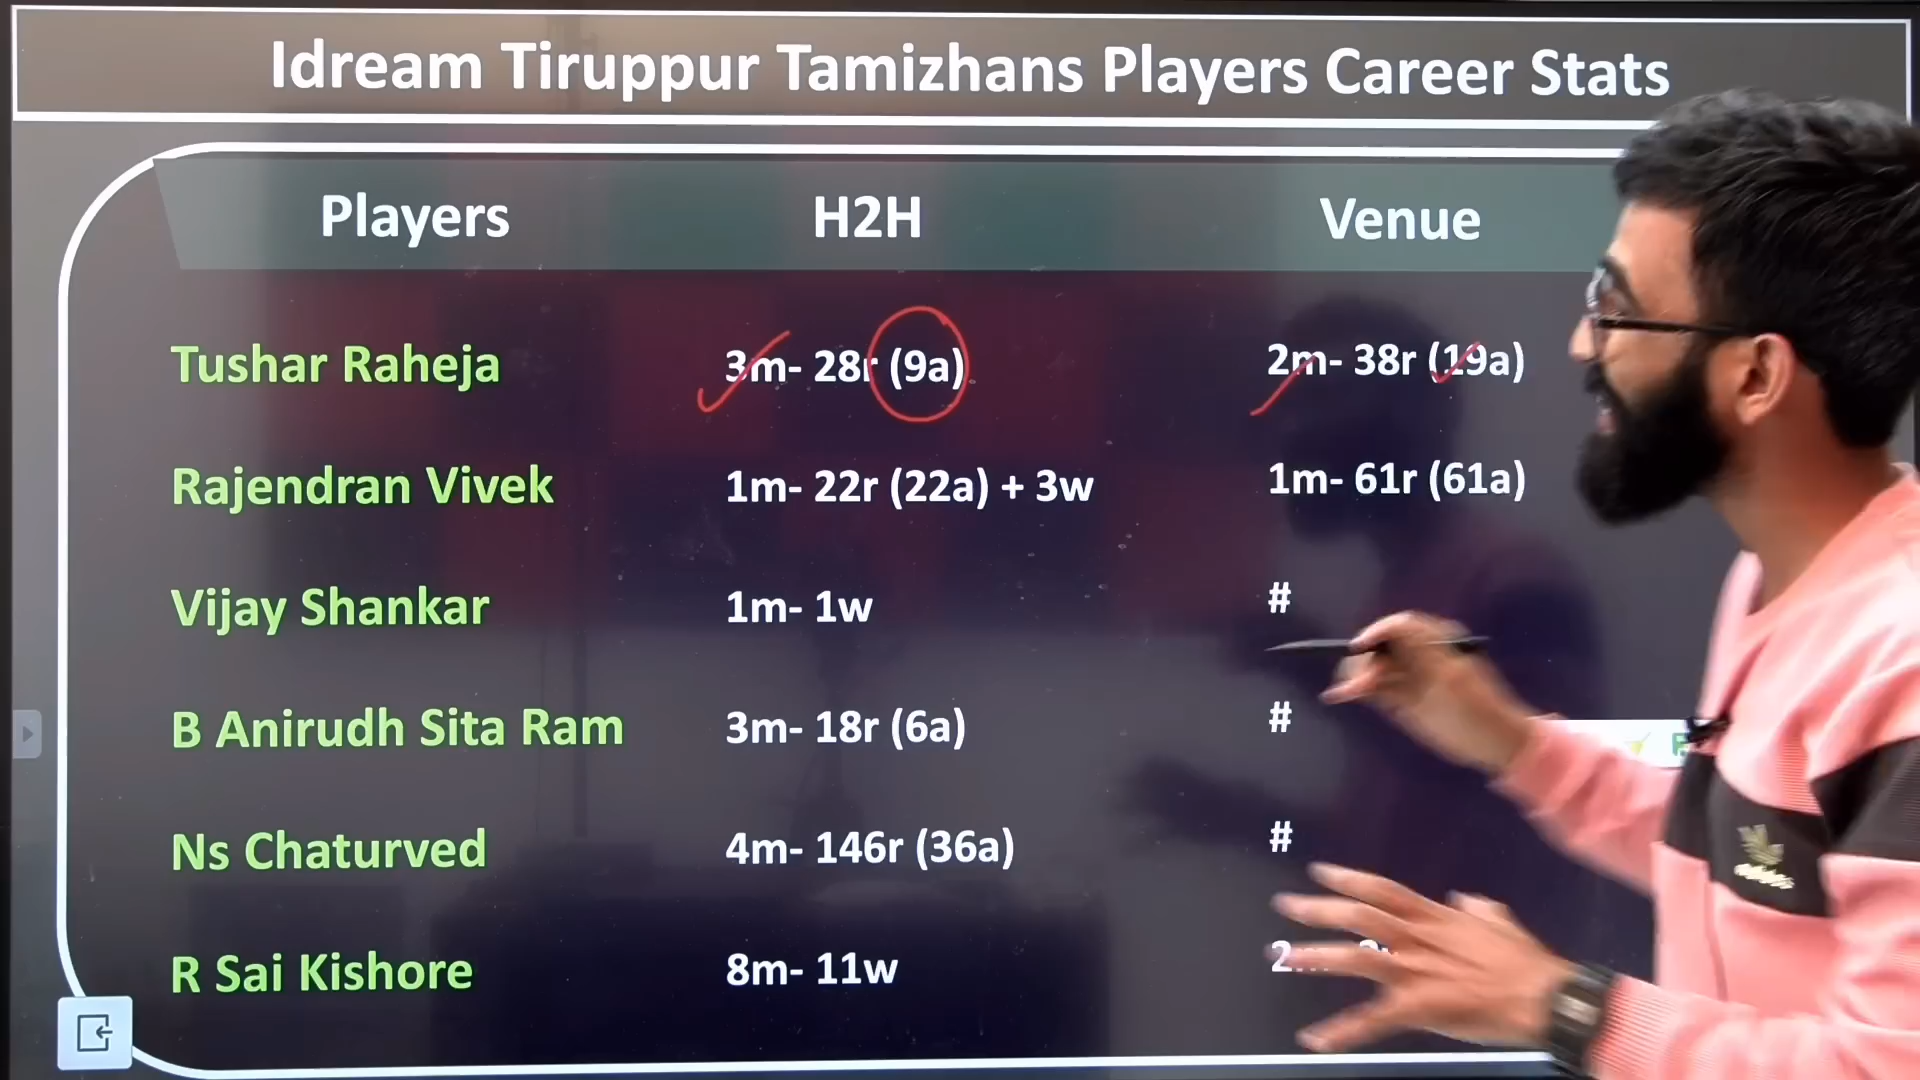 Idream Tiruppur Tamizhans Players Career Stats
Players H2H Venue
Tushar Raheja 3m- 28r (9a) 2m- 38r (19a)
Rajendran Vivek 1m- 22r (22a) + 3w 1m- 61r (61a)
Vijay Shankar 1m- 1w #
B Anirudh Sita Ram 3m- 18r (6a) #
Ns Chaturved 4m- 146r (36a) #
R Sai Kishore 8m- 11w